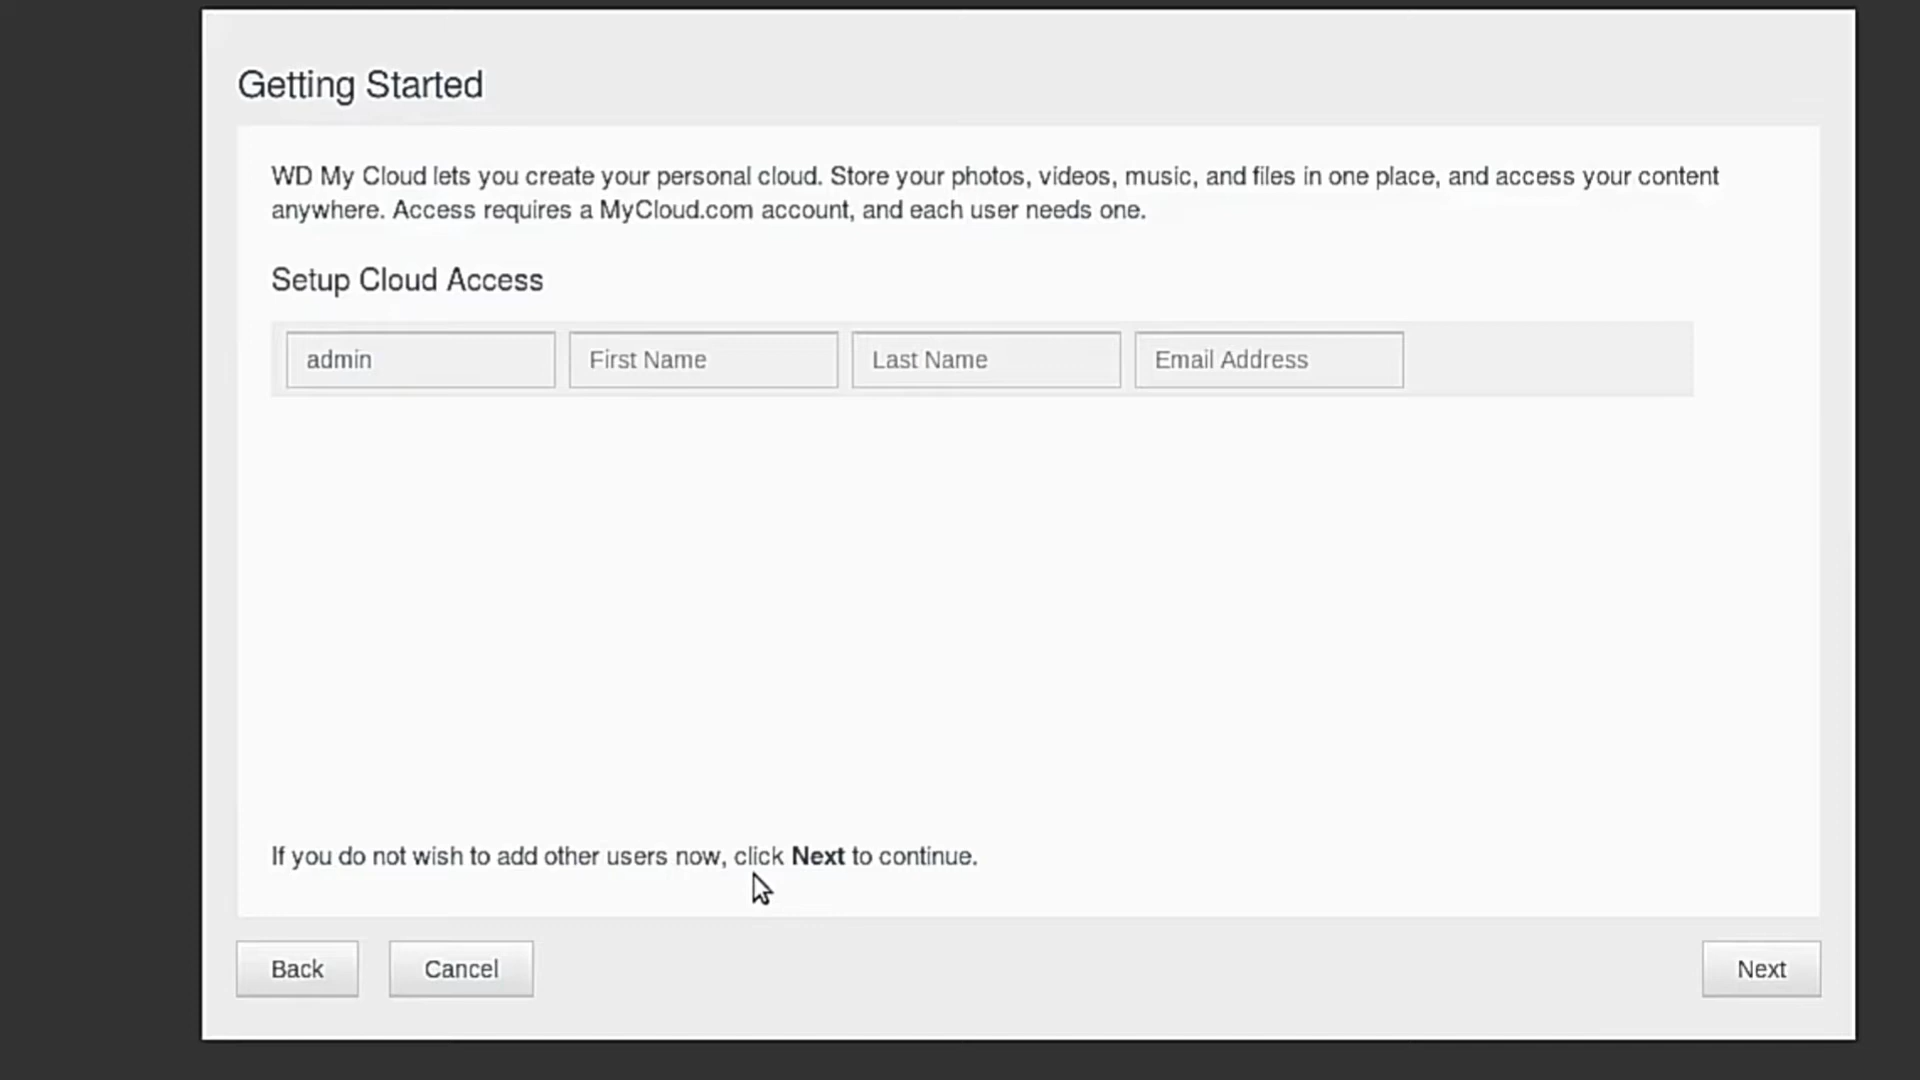 Getting Started
WD My Cloud lets you create your personal cloud. Store your photos, videos, music, and files in one place, and access your content
anywhere. Access requires a MyCloud.com account, and each user needs one.
Setup Cloud Access
admin First Name Last Name Email Address
If you do not wish to add other users now, click Next to continue.
Back Cancel Next